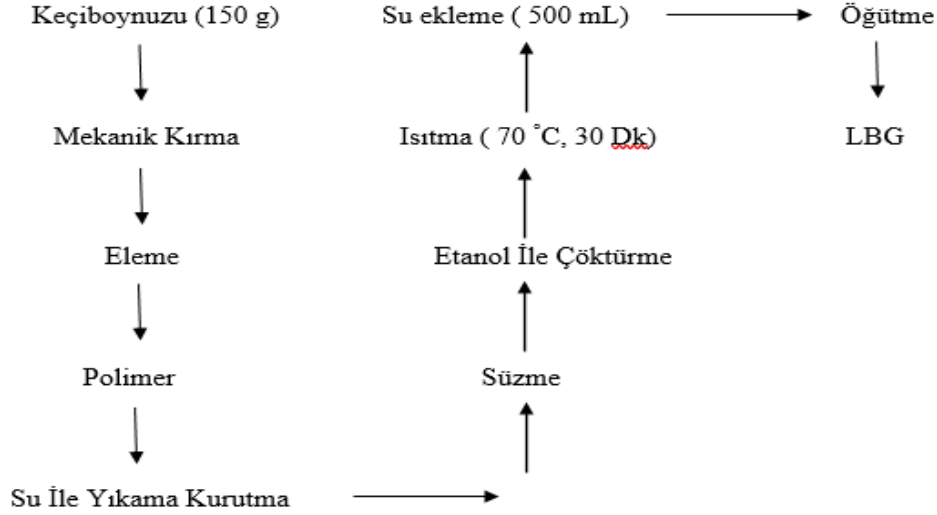 Keçiboynuzu (150 g)
Mekanik Kırma
Eleme
Polimer
Su İle Yıkama Kurutma
Süzme
Etanol İle Çöktürme
Isıtma ( 70 ˚C, 30 Dk)
Su ekleme ( 500 mL)
Öğütme
LBG